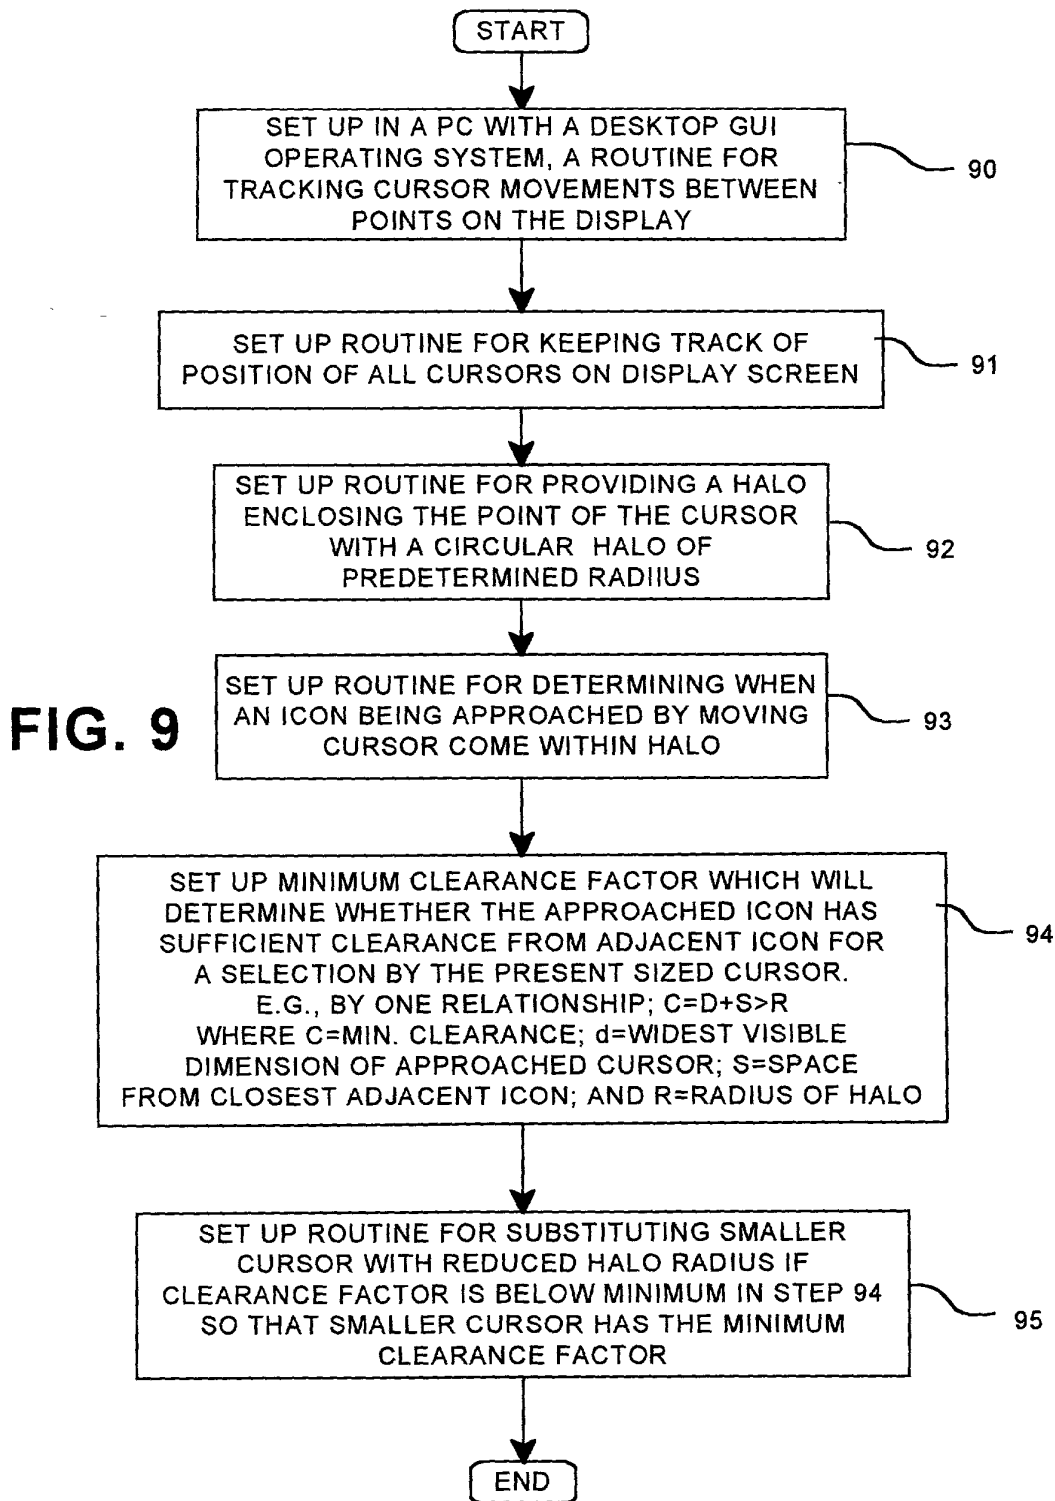 START
SET UP IN A PC WITH A DESKTOP GUI
OPERATING SYSTEM, A ROUTINE FOR
TRACKING CURSOR MOVEMENTS BETWEEN
POINTS ON THE DISPLAY
90
SET UP ROUTINE FOR KEEPING TRACK OF
POSITION OF ALL CURSORS ON DISPLAY SCREEN
91
SET UP ROUTINE FOR PROVIDING A HALO
ENCLOSING THE POINT OF THE CURSOR
WITH A CIRCULAR HALO OF
PREDETERMINED RADIIUS
92
FIG. 9
SET UP ROUTINE FOR DETERMINING WHEN
AN ICON BEING APPROACHED BY MOVING
CURSOR COME WITHIN HALO
93
SET UP MINIMUM CLEARANCE FACTOR WHICH WILL
DETERMINE WHETHER THE APPROACHED ICON HAS
SUFFICIENT CLEARANCE FROM ADJACENT ICON FOR
A SELECTION BY THE PRESENT SIZED CURSOR.
E.G., BY ONE RELATIONSHIP; C=D+S>R
WHERE C=MIN. CLEARANCE; d=WIDEST VISIBLE
DIMENSION OF APPROACHED CURSOR; S=SPACE
FROM CLOSEST ADJACENT ICON; AND R=RADIUS OF HALO
94
SET UP ROUTINE FOR SUBSTITUTING SMALLER
CURSOR WITH REDUCED HALO RADIUS IF
CLEARANCE FACTOR IS BELOW MINIMUM IN STEP 94
SO THAT SMALLER CURSOR HAS THE MINIMUM
CLEARANCE FACTOR
95
END